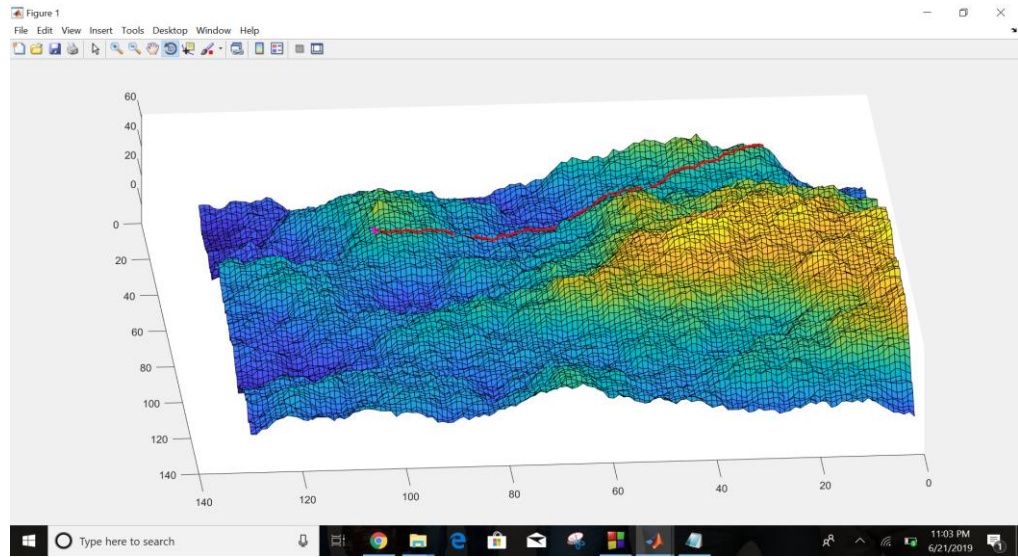 Figure 1
File Edit View Insert Tools Desktop Window Help
60
40
20
0
0
20
40
60
80
100
120
140
140 120 100 80 60 40 20 0
Type here to search
11:03 PM
6/21/2019
1